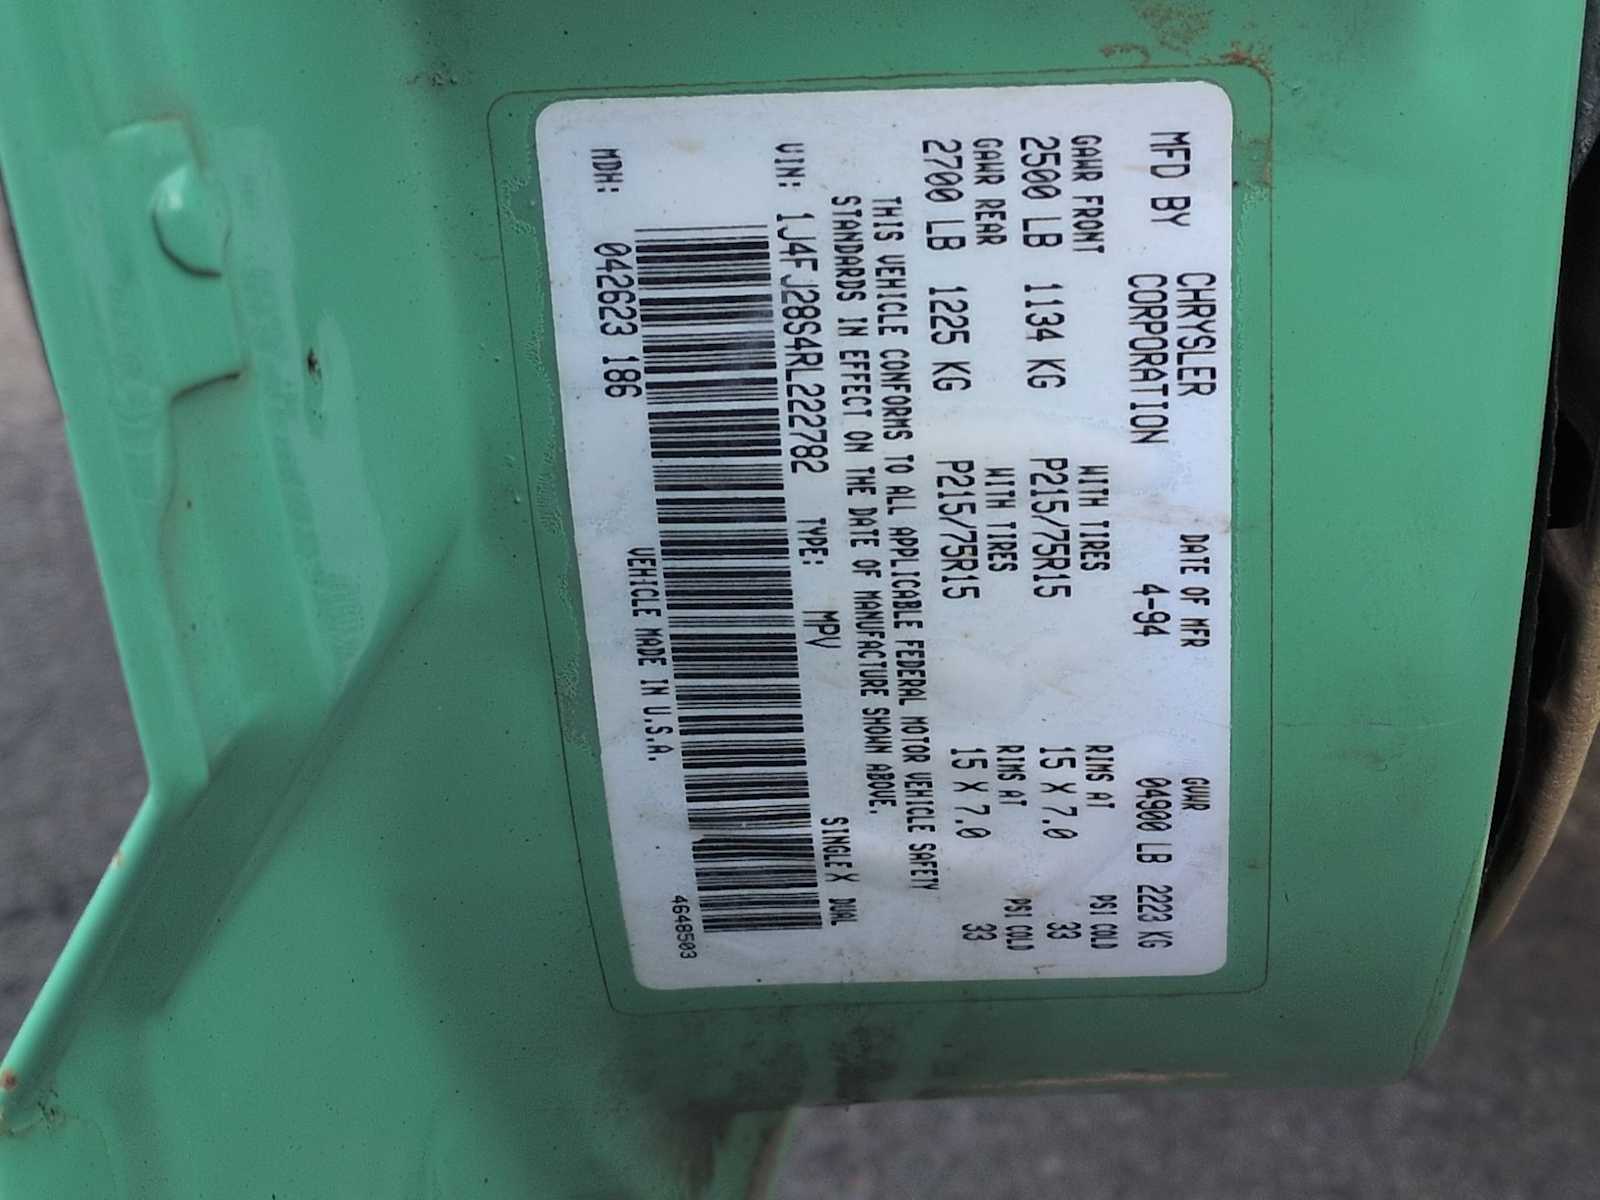 MFD BY CHRYSLER CORPORATION DATE OF MFR 4-94 GVWR 04900 LB 2223 KG
GAWR FRONT WITH TIRES RIMS AT PSI COLD
2500 LB 1134 KG P215/75R15 15 X 7.0 33
GAWR REAR WITH TIRES RIMS AT PSI COLD
2700 LB 1225 KG P215/75R15 15 X 7.0 33
THIS VEHICLE CONFORMS TO ALL APPLICABLE FEDERAL MOTOR VEHICLE SAFETY
STANDARDS IN EFFECT ON THE DATE OF MANUFACTURE SHOWN ABOVE.
VIN: 1J4FJ28S4RL222782 TYPE: MPV SINGLE X DUAL
MDH: 042623 186 VEHICLE MADE IN U.S.A. 4648503